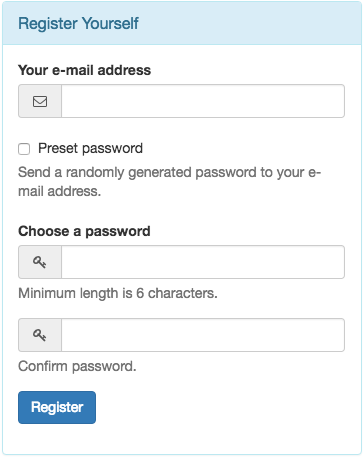 Register Yourself
Your e-mail address
Preset password
Send a randomly generated password to your e-
mail address.
Choose a password
Minimum length is 6 characters.
Confirm password.
Register